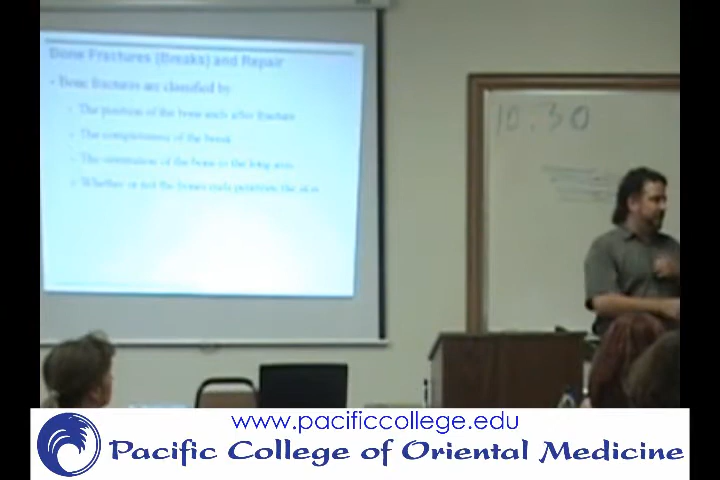 Bone Fractures (Breaks) and Repair
Bone fractures are classified by
The position of the bone ends after fracture
The completeness of the break
The orientation of the bone to the long axis
Whether or not the bones ends penetrate the skin
10:30
www.pacificcollege.edu
Pacific College of Oriental Medicine